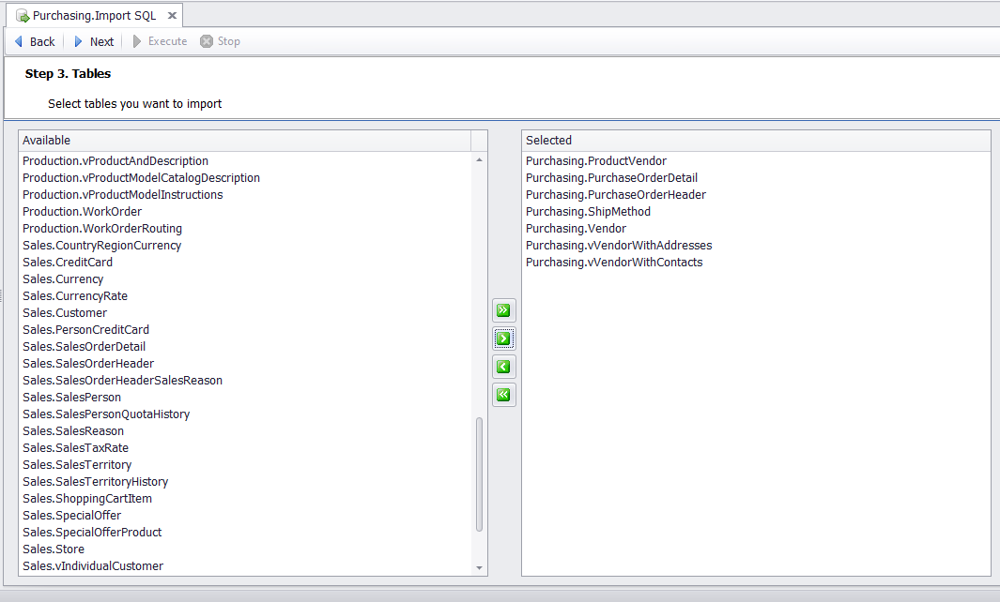 Purchasing.Import SQL
Back Next Execute Stop
Step 3. Tables
Select tables you want to import
Available
Production.vProductAndDescription
Production.vProductModelCatalogDescription
Production.vProductModelInstructions
Production.WorkOrder
Production.WorkOrderRouting
Sales.CountryRegionCurrency
Sales.CreditCard
Sales.Currency
Sales.CurrencyRate
Sales.Customer
Sales.PersonCreditCard
Sales.SalesOrderDetail
Sales.SalesOrderHeader
Sales.SalesOrderHeaderSalesReason
Sales.SalesPerson
Sales.SalesPersonQuotaHistory
Sales.SalesReason
Sales.SalesTaxRate
Sales.SalesTerritory
Sales.SalesTerritoryHistory
Sales.ShoppingCartItem
Sales.SpecialOffer
Sales.SpecialOfferProduct
Sales.Store
Sales.vIndividualCustomer
Selected
Purchasing.ProductVendor
Purchasing.PurchaseOrderDetail
Purchasing.PurchaseOrderHeader
Purchasing.ShipMethod
Purchasing.Vendor
Purchasing.vVendorWithAddresses
Purchasing.vVendorWithContacts